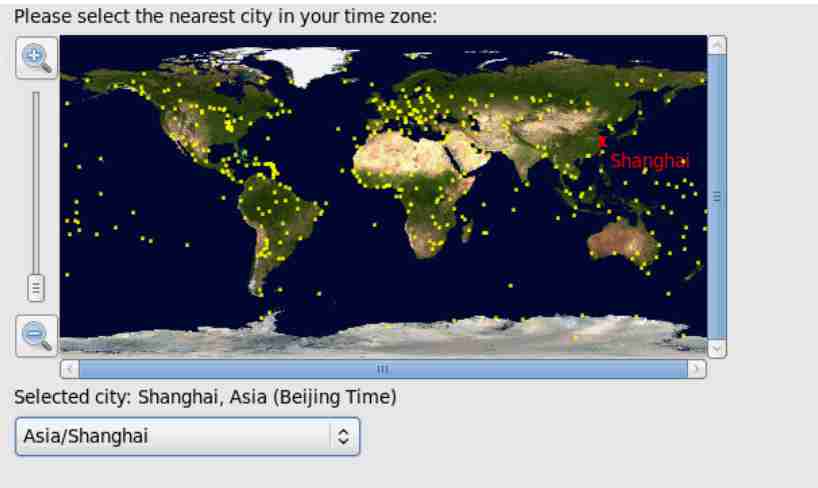 Please select the nearest city in your time zone:
Shanghai
Selected city: Shanghai, Asia (Beijing Time)
Asia/Shanghai